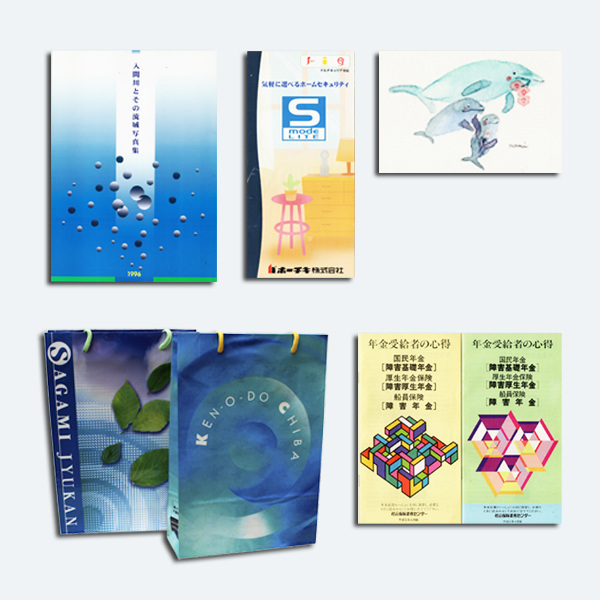 入間川とその流域写真集
1996
気軽に選べるホームセキュリティ
S
mode
LITE
ホーチキ株式会社
SAGAMI JYUKAN
KEN-O-DO CHIBA
年金受給者の心得
国民年金
[障害基礎年金]
厚生年金保険
[障害厚生年金]
船員保険
[障害年金]
年金受給者の心得
国民年金
[障害基礎年金]
厚生年金保険
[障害厚生年金]
船員保険
[障害年金]